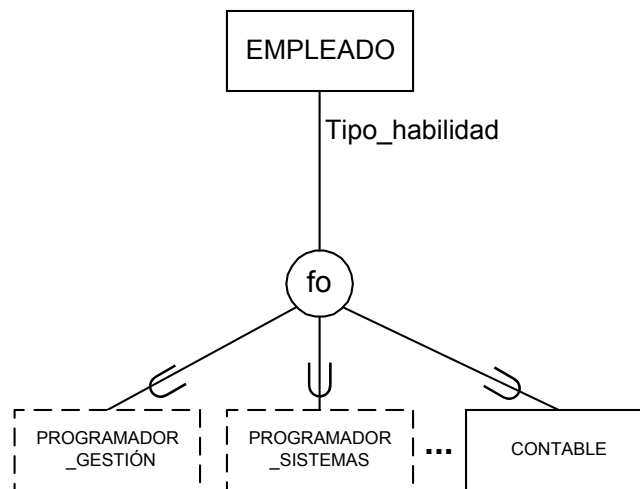 EMPLEADO
Tipo_habilidad
fo
PROGRAMADOR
_GESTIÓN
PROGRAMADOR
_SISTEMAS
...
CONTABLE